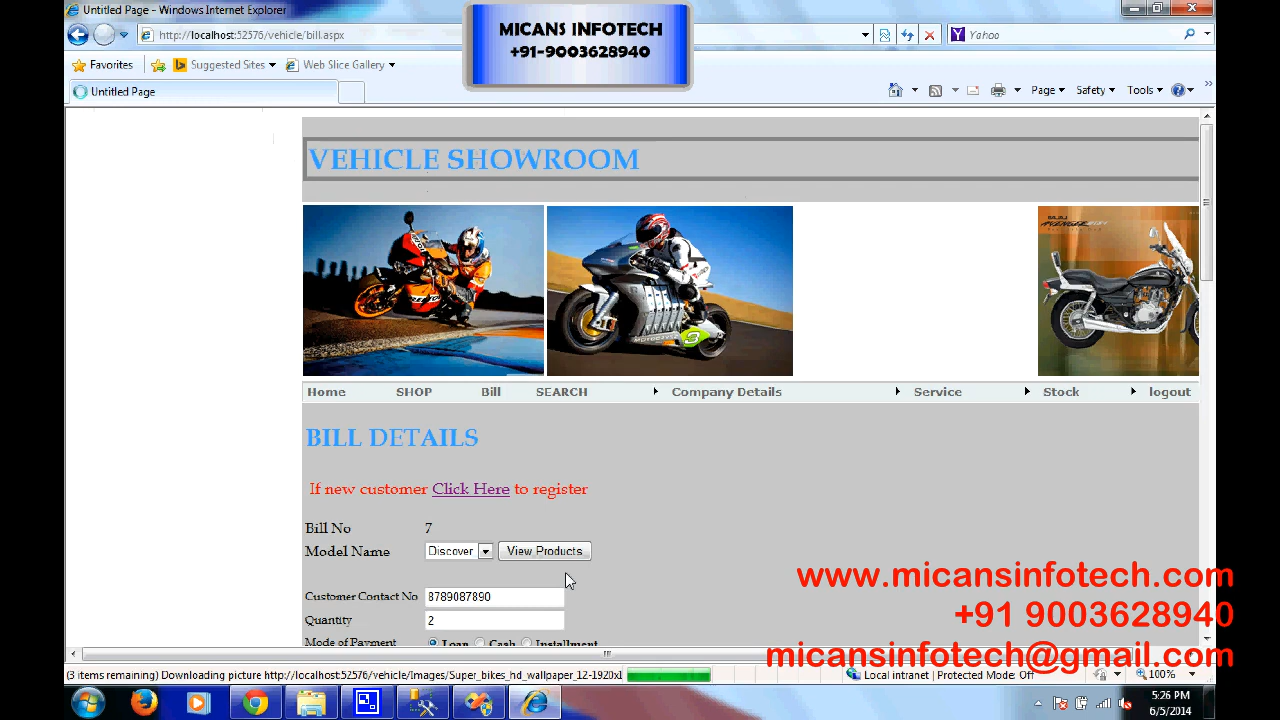 Untitled Page - Windows Internet Explorer
MICANS INFOTECH
+91-9003628940
http://localhost:52576/vehicle/bill.aspx
Yahoo
Favorites Suggested Sites Web Slice Gallery
Untitled Page
Page Safety Tools
VEHICLE SHOWROOM
Home SHOP Bill SEARCH Company Details Service Stock logout
BILL DETAILS
If new customer Click Here to register
Bill No 7
Model Name Discover View Products
Customer Contact No 8789087890
Quantity 2
Mode of Payment Loan Cash Installment
www.micansinfotech.com
+91 9003628940
micansinfotech@gmail.com
(3 items remaining) Downloading picture http://localhost:52576/vehicle/Images/Super_bikes_hd_wallpaper_12-1920x1
Local intranet | Protected Mode: Off
100%
5:26 PM
6/5/2014